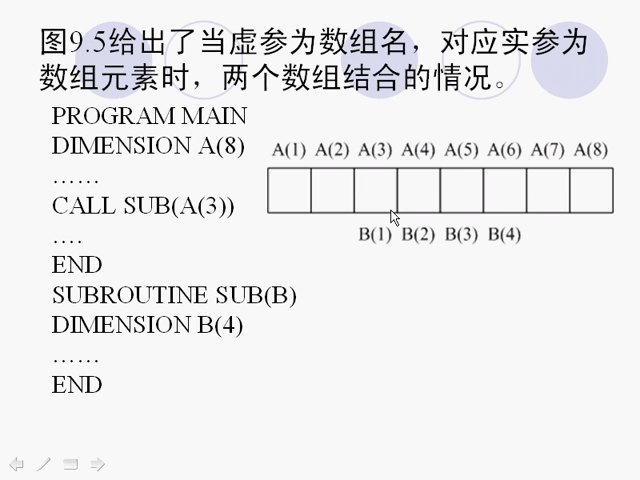 图9.5给出了当虚参为数组名，对应实参为
数组元素时，两个数组结合的情况。
PROGRAM MAIN
DIMENSION A(8)
……
CALL SUB(A(3))
….
END
SUBROUTINE SUB(B)
DIMENSION B(4)
……
END
A(1) A(2) A(3) A(4) A(5) A(6) A(7) A(8)
B(1) B(2) B(3) B(4)